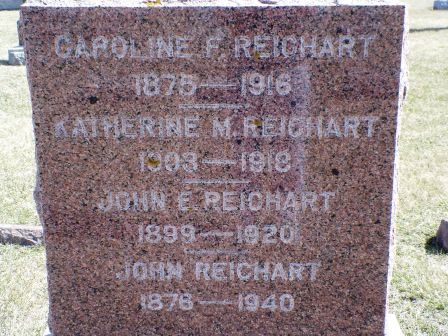 CAROLINE F. REICHART
1875—1916
KATHERINE M. REICHART
1903—1918
JOHN E. REICHART
1899—1920
JOHN REICHART
1876—1940